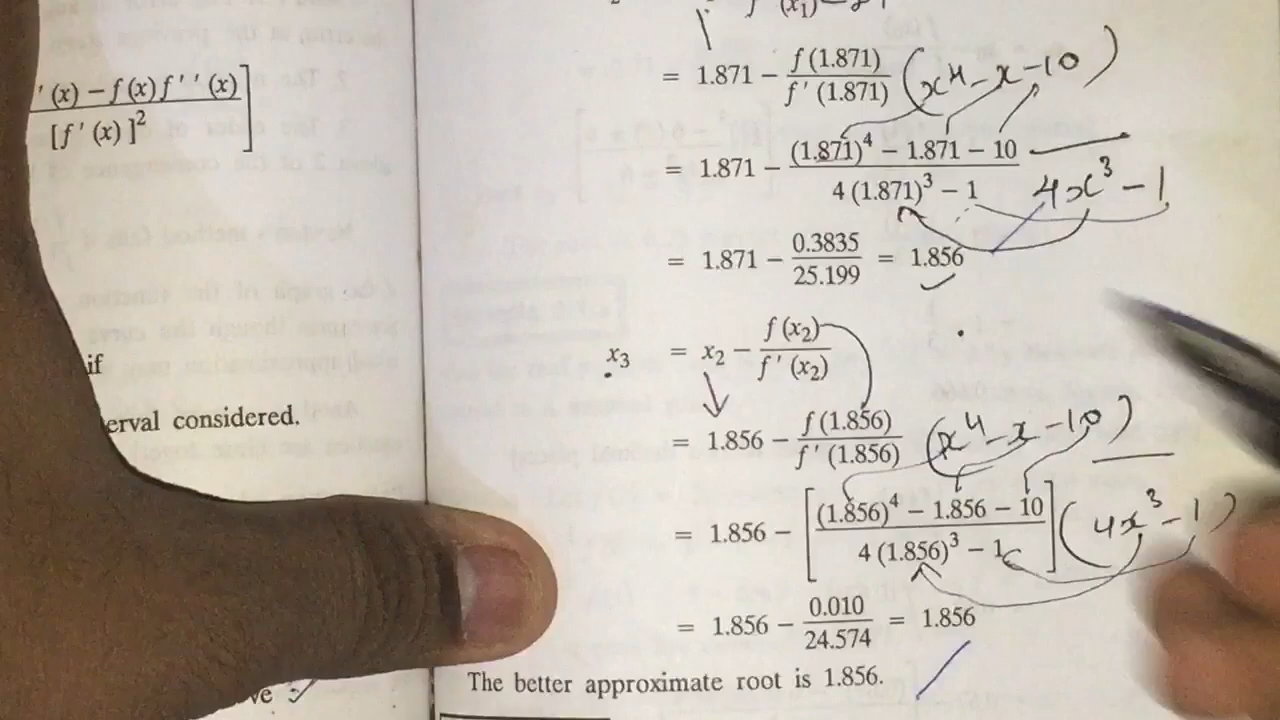 '(x) − f(x) f''(x)]
[f'(x)]²
if
erval considered.
= 1.871 − f(1.871) / f'(1.871) (x⁴ − x − 10)
= 1.871 − (1.871)⁴ − 1.871 − 10 / 4(1.871)³ − 1 4x³ − 1
= 1.871 − 0.3835 / 25.199 = 1.856
x₃ = x₂ − f(x₂) / f'(x₂)
= 1.856 − f(1.856) / f'(1.856) (x⁴ − x − 10)
= 1.856 − [(1.856)⁴ − 1.856 − 10 / 4(1.856)³ − 1] (4x³ − 1)
= 1.856 − 0.010 / 24.574 = 1.856
The better approximate root is 1.856.